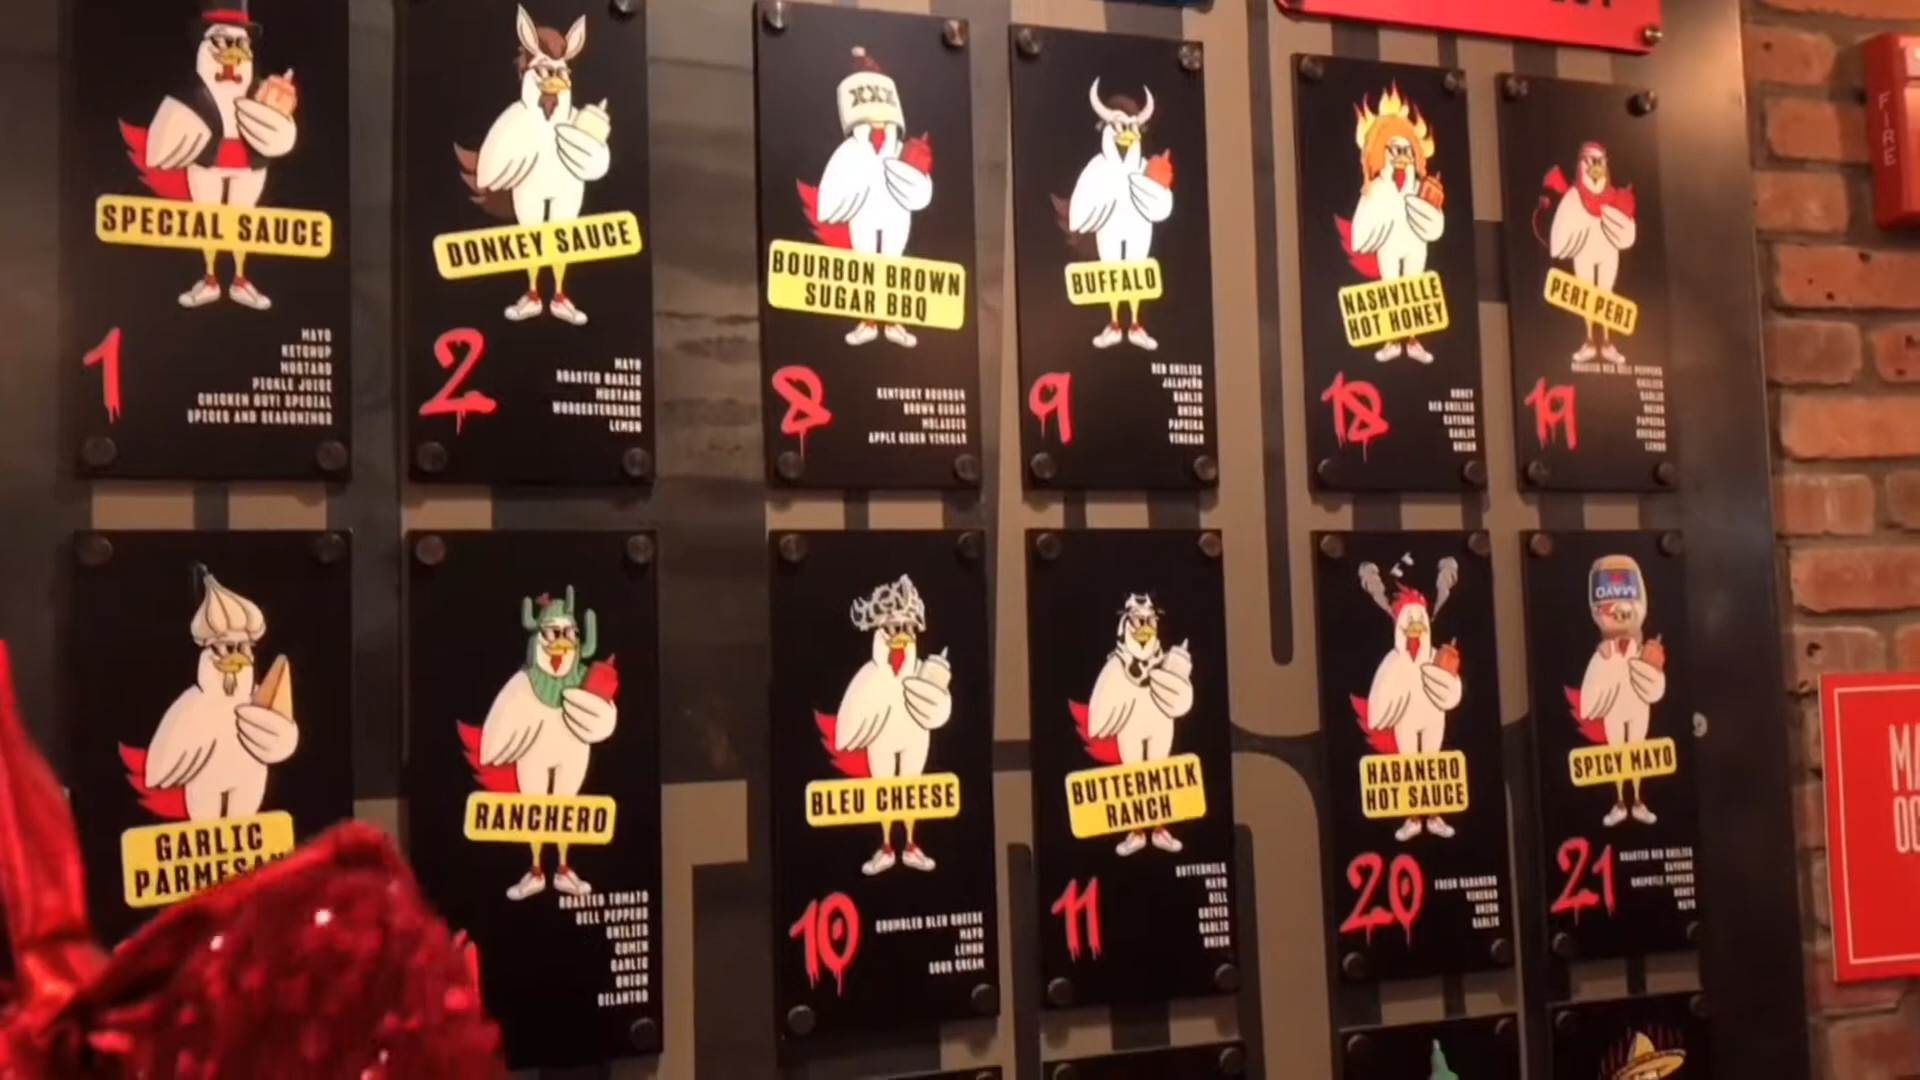 SPECIAL SAUCE
1
MAYO
KETCHUP
MUSTARD
PICKLE JUICE
CHICKEN GUY! SPECIAL
SPICES AND SEASONINGS
DONKEY SAUCE
2
MAYO
ROASTED GARLIC
MUSTARD
WORCESTERSHIRE
LEMON
XXX
BOURBON BROWN
SUGAR BBQ
8
KENTUCKY BOURBON
BROWN SUGAR
MOLASSES
APPLE CIDER VINEGAR
BUFFALO
9
RED CHILIES
JALAPEÑO
GARLIC
ONION
PAPRIKA
VINEGAR
NASHVILLE
HOT HONEY
18
HONEY
RED CHILIES
CAYENNE
GARLIC
ONION
PERI PERI
19
ROASTED RED BELL PEPPERS
CHILIES
GARLIC
ONION
PAPRIKA
OREGANO
LEMON
FIRE
GARLIC
PARMESAN
RANCHERO
ROASTED TOMATO
BELL PEPPERS
CHILIES
CUMIN
GARLIC
ONION
CILANTRO
BLEU CHEESE
10
CRUMBLED BLEU CHEESE
MAYO
LEMON
SOUR CREAM
BUTTERMILK
RANCH
11
BUTTERMILK
MAYO
DILL
CHIVES
GARLIC
ONION
HABANERO
HOT SAUCE
20
FRESH HABANERO
VINEGAR
ONION
GARLIC
MAYO
SPICY MAYO
21
ROASTED RED CHILIES
CAYENNE
CHIPOTLE PEPPERS
HONEY
MAYO